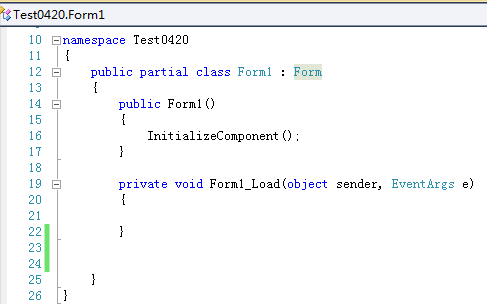 Test0420.Form1
10 namespace Test0420
11 {
12 public partial class Form1 : Form
13 {
14 public Form1()
15 {
16 InitializeComponent();
17 }
18
19 private void Form1_Load(object sender, EventArgs e)
20 {
21
22 }
23
24
25 }
26 }